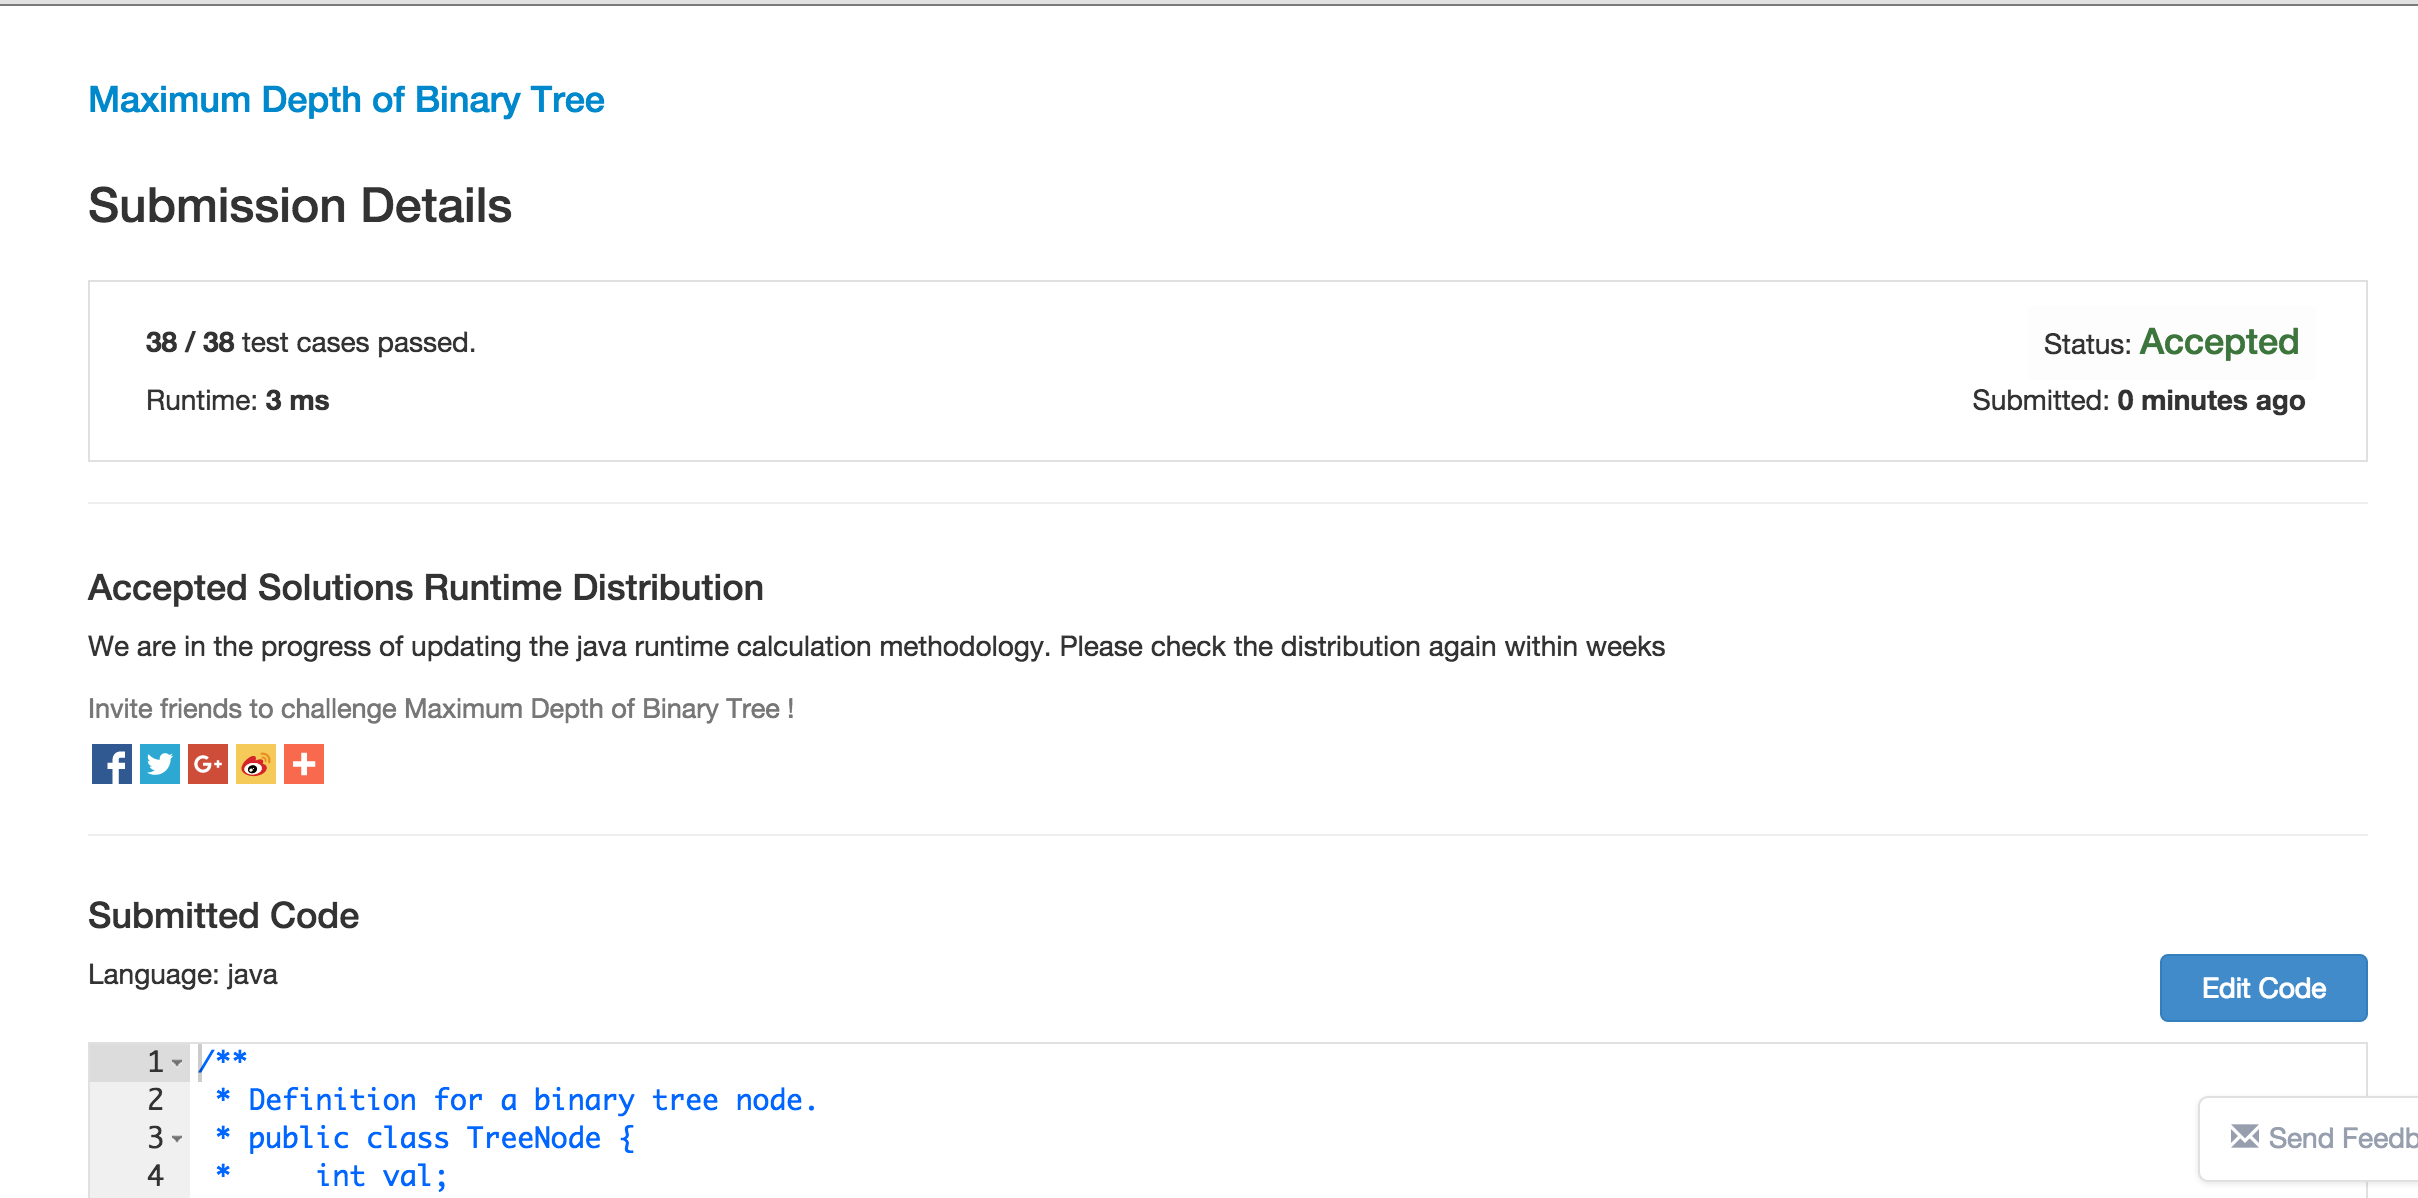 Maximum Depth of Binary Tree
Submission Details
38 / 38 test cases passed.
Status: Accepted
Runtime: 3 ms
Submitted: 0 minutes ago
Accepted Solutions Runtime Distribution
We are in the progress of updating the java runtime calculation methodology. Please check the distribution again within weeks
Invite friends to challenge Maximum Depth of Binary Tree !
G+
Submitted Code
Language: java
Edit Code
1 /**
2  * Definition for a binary tree node.
3  * public class TreeNode {
4  *     int val;
Send Feedb